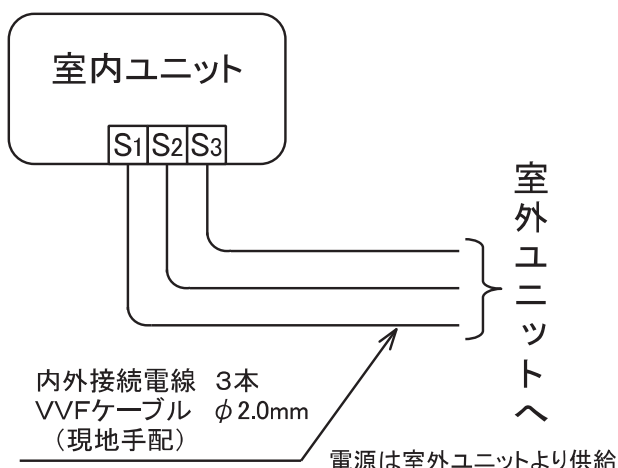 室内ユニット
S1 S2 S3
室外ユニットへ
内外接続電線 3本
VVFケーブル φ2.0mm
(現地手配)
電源は室外ユニットより供給